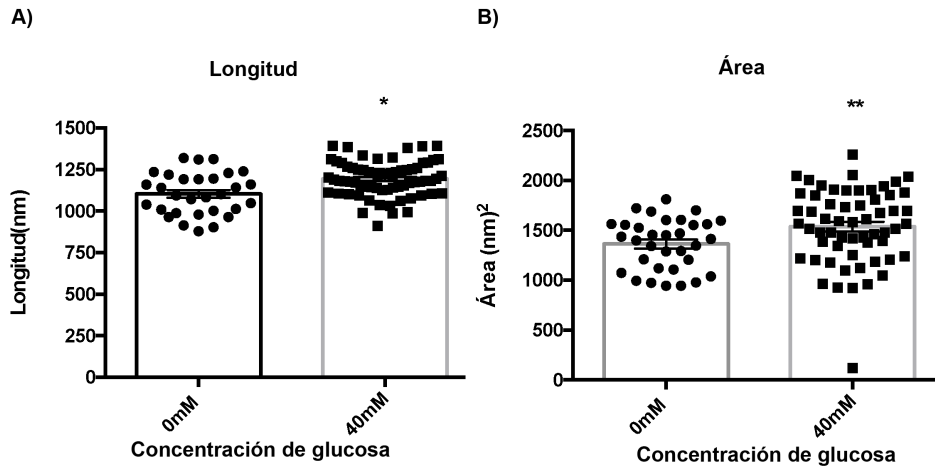 A)
Longitud
*
Longitud(nm)
1500
1250
1000
750
500
250
0
0mM
40mM
Concentración de glucosa
B)
Área
**
Área (nm)²
2500
2000
1500
1000
500
0
0mM
40mM
Concentración de glucosa